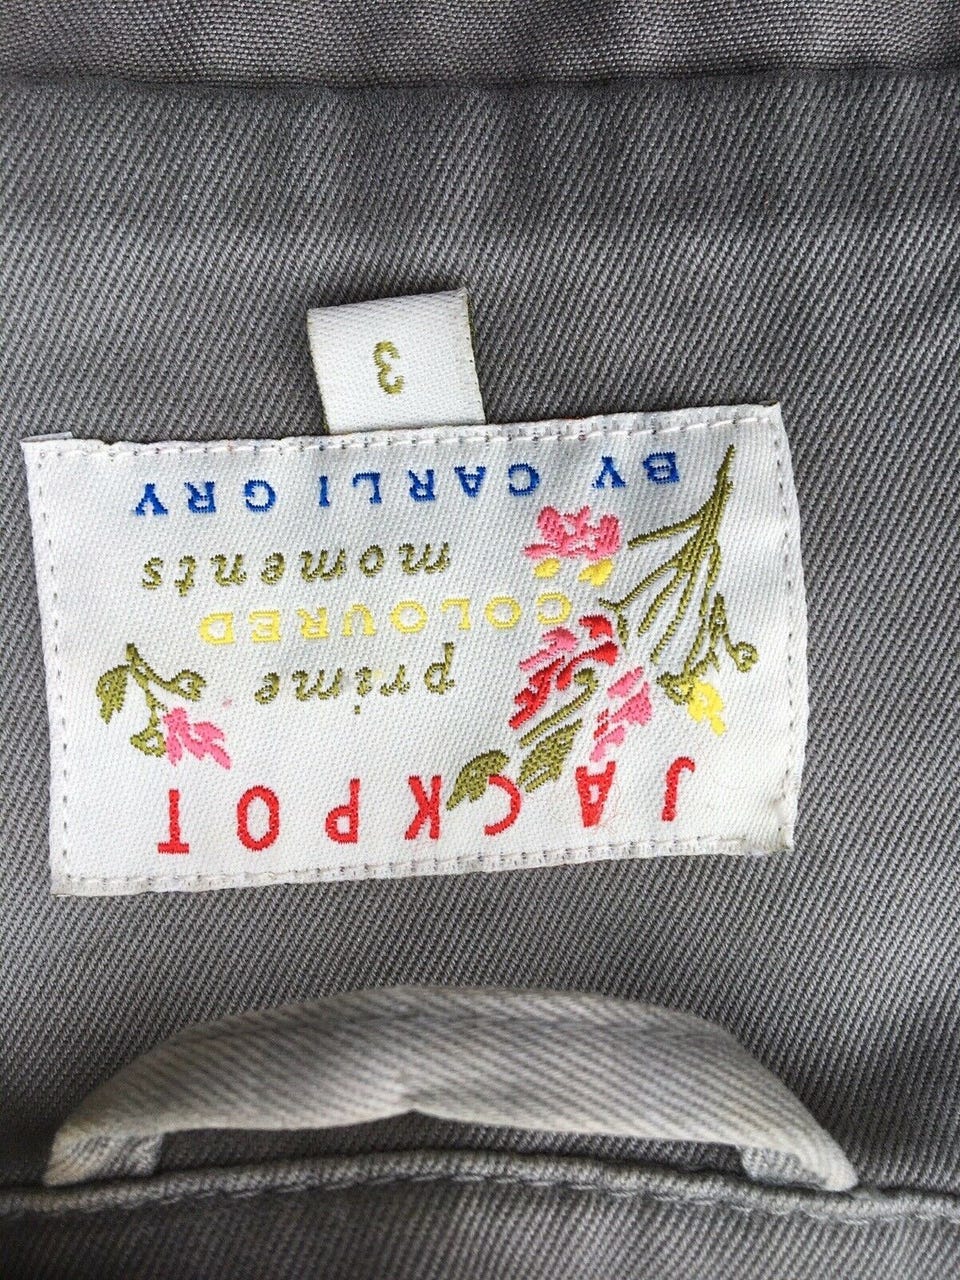 JACKPOT
prime
COLOURED
moments
BY CARLI GRY
3